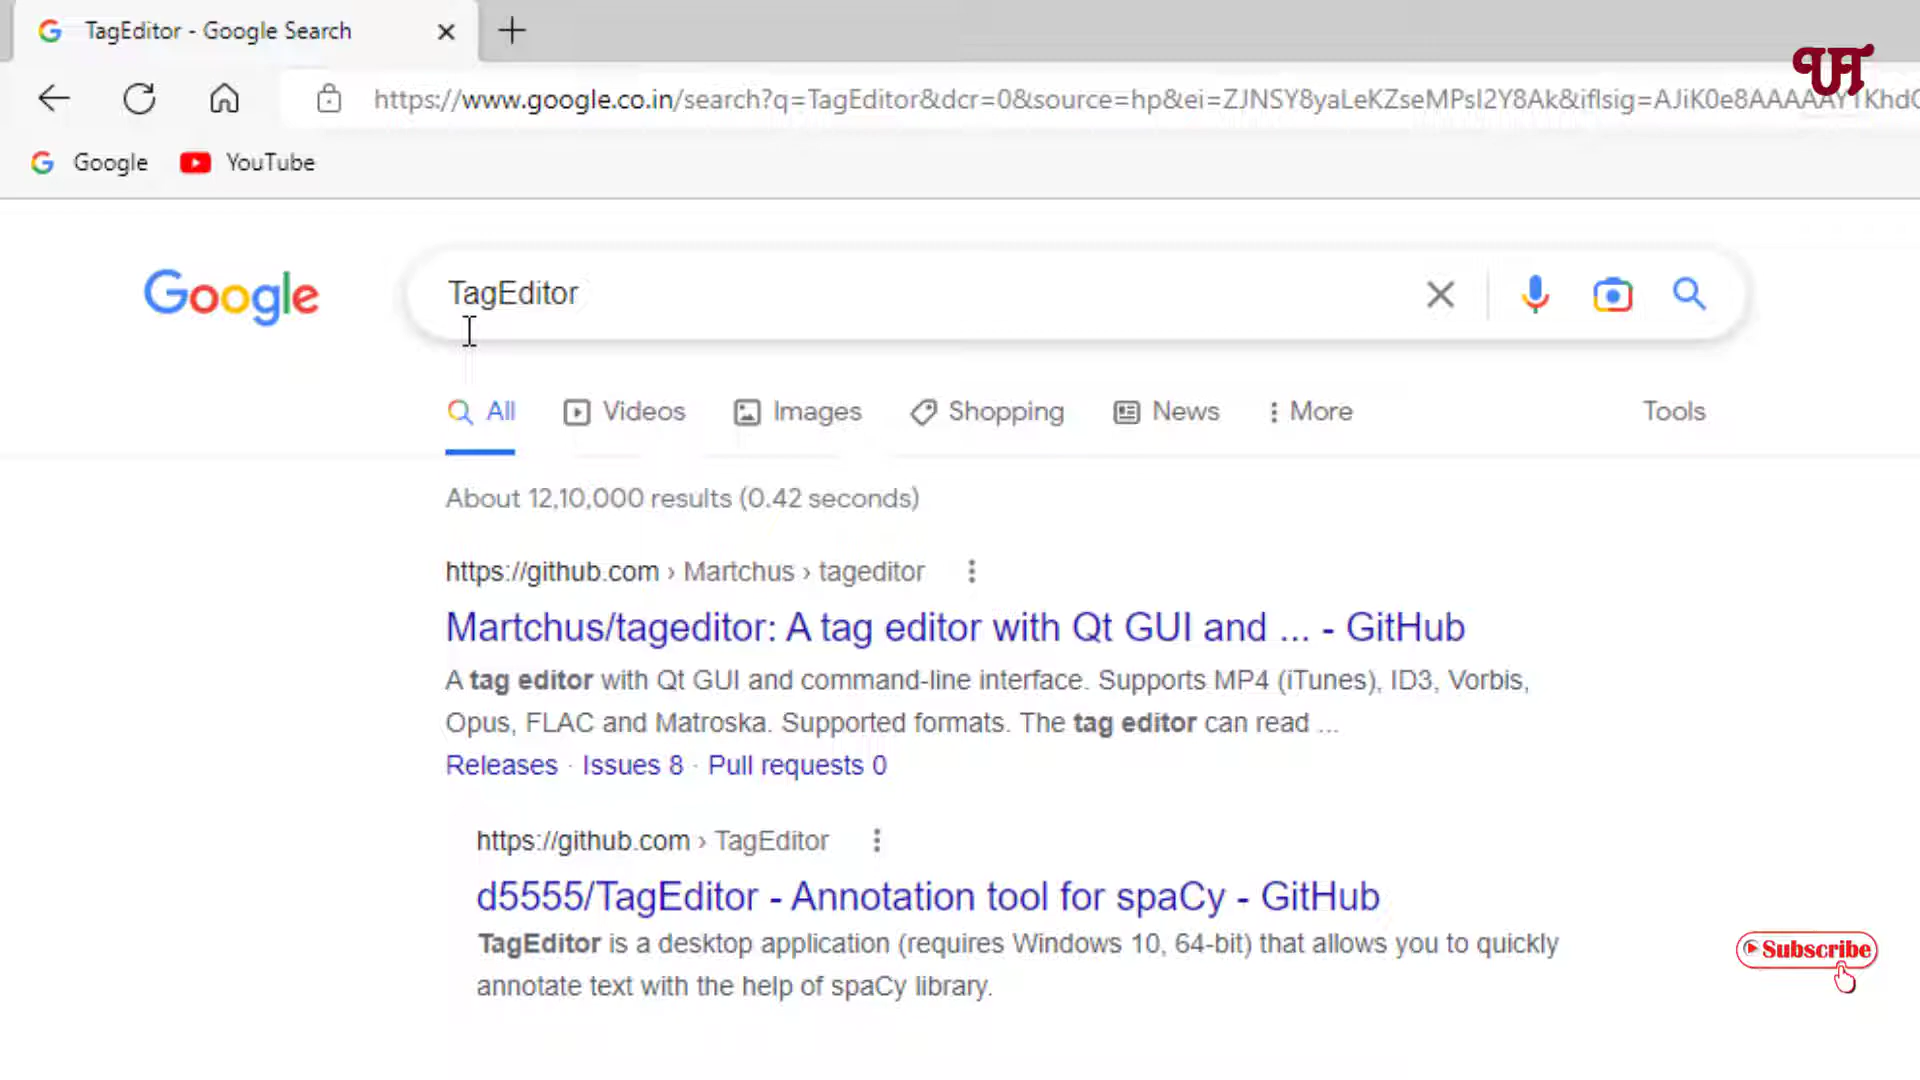 TagEditor - Google Search
UT
https://www.google.co.in/search?q=TagEditor&dcr=0&source=hp&ei=ZJNSY8yaLeKZseMPsI2Y8Ak&iflsig=AJiK0e8AAAAAY1KhdC
Google YouTube
Google TagEditor
All Videos Images Shopping News More Tools
About 12,10,000 results (0.42 seconds)
https://github.com › Martchus › tageditor
Martchus/tageditor: A tag editor with Qt GUI and ... - GitHub
A tag editor with Qt GUI and command-line interface. Supports MP4 (iTunes), ID3, Vorbis,
Opus, FLAC and Matroska. Supported formats. The tag editor can read ...
Releases · Issues 8 · Pull requests 0
https://github.com › TagEditor
d5555/TagEditor - Annotation tool for spaCy - GitHub
TagEditor is a desktop application (requires Windows 10, 64-bit) that allows you to quickly
annotate text with the help of spaCy library.
Subscribe